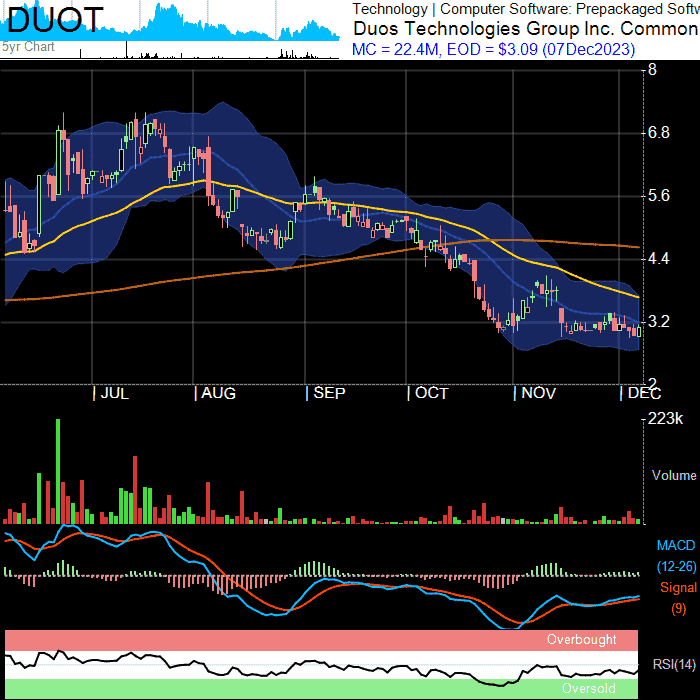 DUOT
5yr Chart
Technology | Computer Software: Prepackaged Softw
Duos Technologies Group Inc. Common
MC = 22.4M, EOD = $3.09 (07Dec2023)
8
6.8
5.6
4.4
3.2
2
| JUL | AUG | SEP | OCT | NOV | DEC
223k
Volume
MACD
(12-26)
Signal
(9)
Overbought
RSI(14)
Oversold